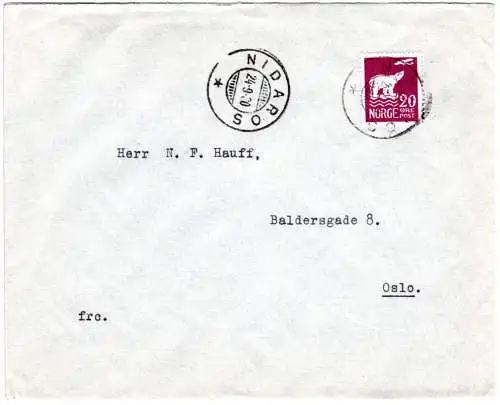 NIDAROS
24-9-30
20
NORGE ØRE
POST
Herr N. F. Hauff,
Baldersgade 8.
Oslo.
frc.